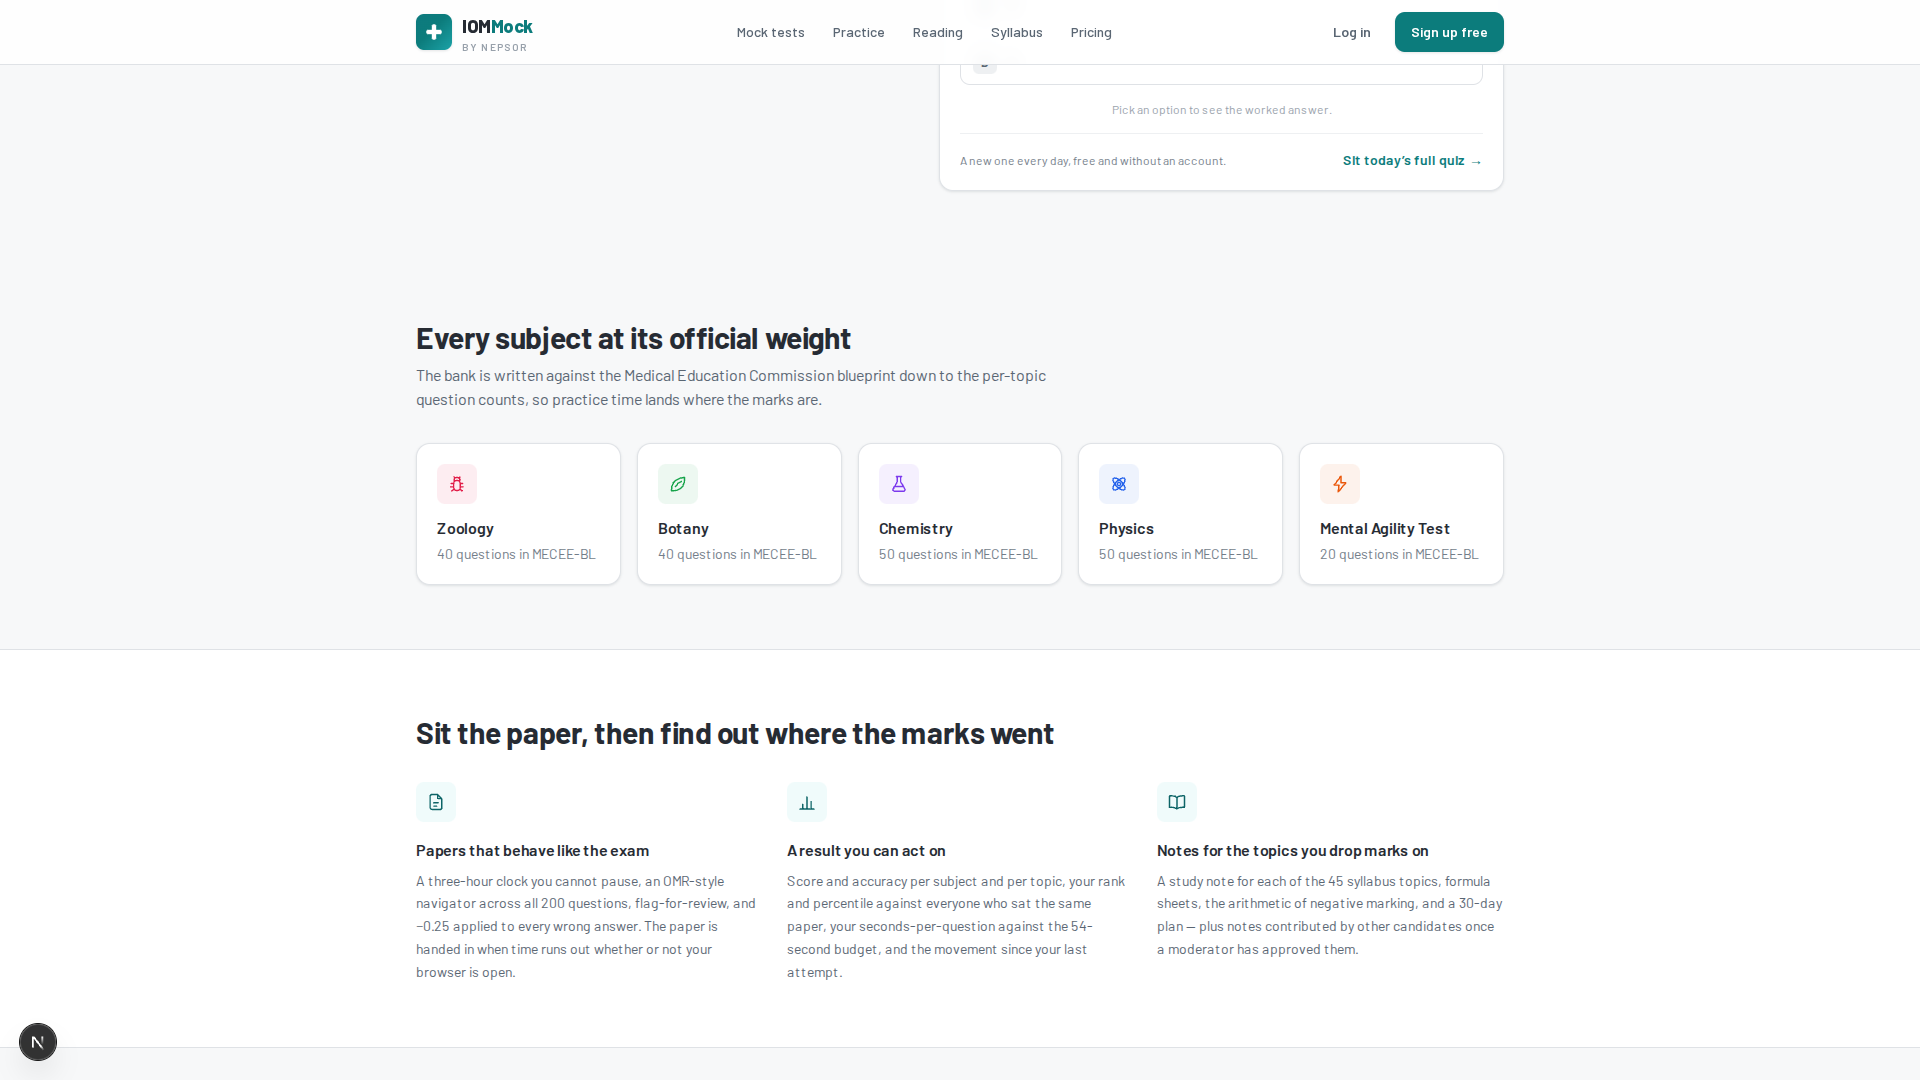 IOMMock
BY NEPSOR
Mock tests
Practice
Reading
Syllabus
Pricing
Log in
Sign up free
Pick an option to see the worked answer.
A new one every day, free and without an account.
Sit today's full quiz →
Every subject at its official weight
The bank is written against the Medical Education Commission blueprint down to the per-topic
question counts, so practice time lands where the marks are.
Zoology
40 questions in MECEE-BL
Botany
40 questions in MECEE-BL
Chemistry
50 questions in MECEE-BL
Physics
50 questions in MECEE-BL
Mental Agility Test
20 questions in MECEE-BL
Sit the paper, then find out where the marks went
Papers that behave like the exam
A three-hour clock you cannot pause, an OMR-style
navigator across all 200 questions, flag-for-review, and
−0.25 applied to every wrong answer. The paper is
handed in when time runs out whether or not your
browser is open.
A result you can act on
Score and accuracy per subject and per topic, your rank
and percentile against everyone who sat the same
paper, your seconds-per-question against the 54-
second budget, and the movement since your last
attempt.
Notes for the topics you drop marks on
A study note for each of the 45 syllabus topics, formula
sheets, the arithmetic of negative marking, and a 30-day
plan — plus notes contributed by other candidates once
a moderator has approved them.
N